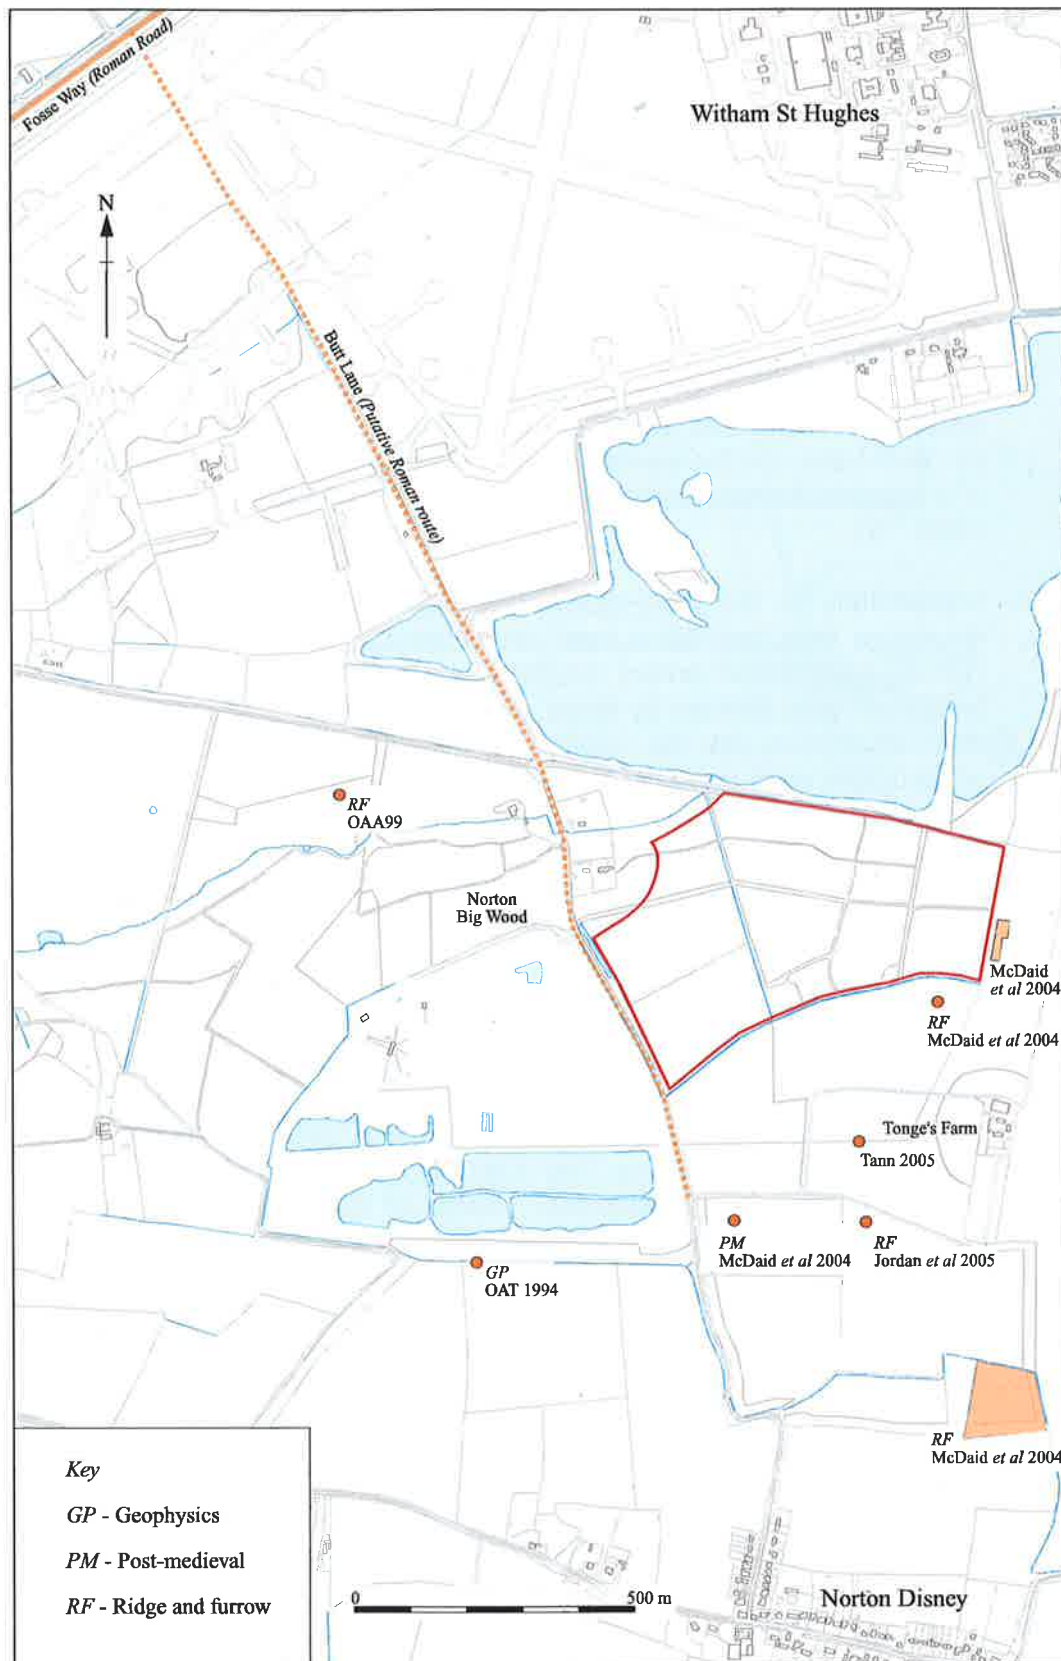 Fosse Way (Roman Road)
Witham St Hughes
N
Butt Lane (Putative Roman route)
RF
OAA99
Norton
Big Wood
McDaid
et al 2004
RF
McDaid et al 2004
Tonge's Farm
Tann 2005
PM
McDaid et al 2004
RF
Jordan et al 2005
GP
OAT 1994
RF
McDaid et al 2004
Key
GP - Geophysics
PM - Post-medieval
RF - Ridge and furrow
0 500 m
Norton Disney